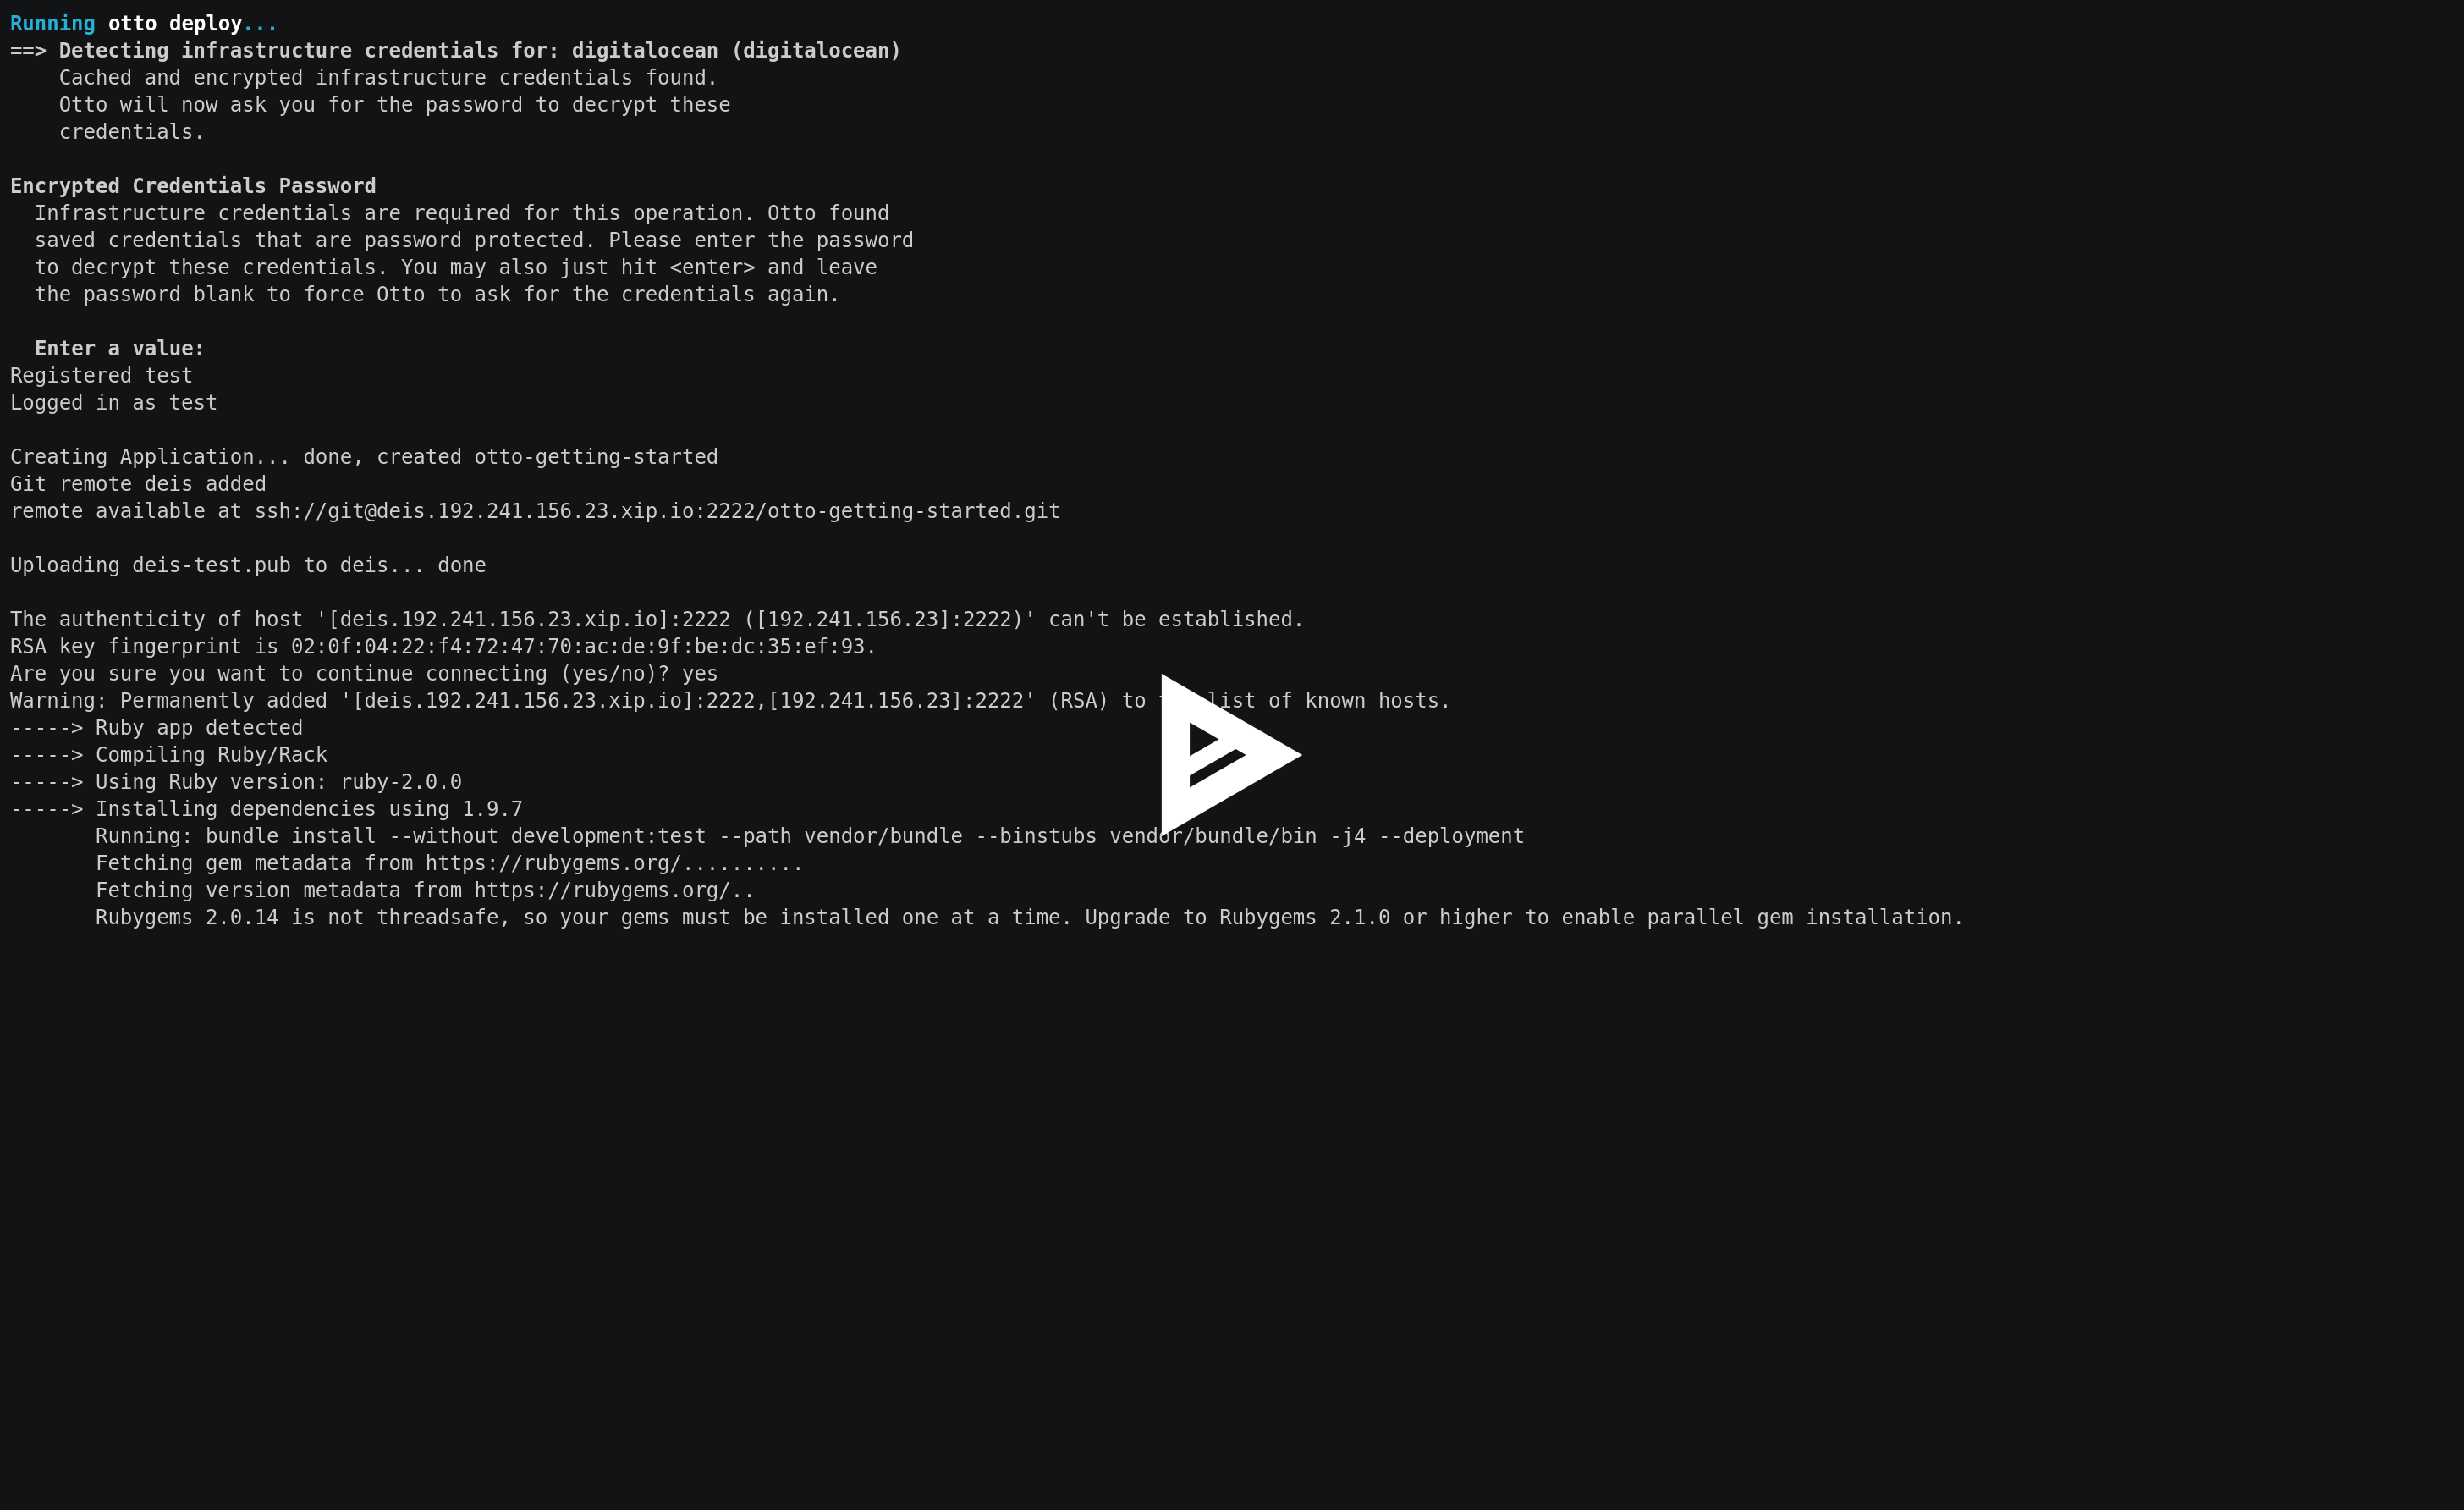 Running otto deploy...
==> Detecting infrastructure credentials for: digitalocean (digitalocean)
    Cached and encrypted infrastructure credentials found.
    Otto will now ask you for the password to decrypt these
    credentials.

Encrypted Credentials Password
  Infrastructure credentials are required for this operation. Otto found
  saved credentials that are password protected. Please enter the password
  to decrypt these credentials. You may also just hit <enter> and leave
  the password blank to force Otto to ask for the credentials again.

  Enter a value:
Registered test
Logged in as test

Creating Application... done, created otto-getting-started
Git remote deis added
remote available at ssh://git@deis.192.241.156.23.xip.io:2222/otto-getting-started.git

Uploading deis-test.pub to deis... done

The authenticity of host '[deis.192.241.156.23.xip.io]:2222 ([192.241.156.23]:2222)' can't be established.
RSA key fingerprint is 02:0f:04:22:f4:72:47:70:ac:de:9f:be:dc:35:ef:93.
Are you sure you want to continue connecting (yes/no)? yes
Warning: Permanently added '[deis.192.241.156.23.xip.io]:2222,[192.241.156.23]:2222' (RSA) to list of known hosts.
-----> Ruby app detected
-----> Compiling Ruby/Rack
-----> Using Ruby version: ruby-2.0.0
-----> Installing dependencies using 1.9.7
       Running: bundle install --without development:test --path vendor/bundle --binstubs vendor/bundle/bin -j4 --deployment
       Fetching gem metadata from https://rubygems.org/..........
       Fetching version metadata from https://rubygems.org/..
       Rubygems 2.0.14 is not threadsafe, so your gems must be installed one at a time. Upgrade to Rubygems 2.1.0 or higher to enable parallel gem installation.